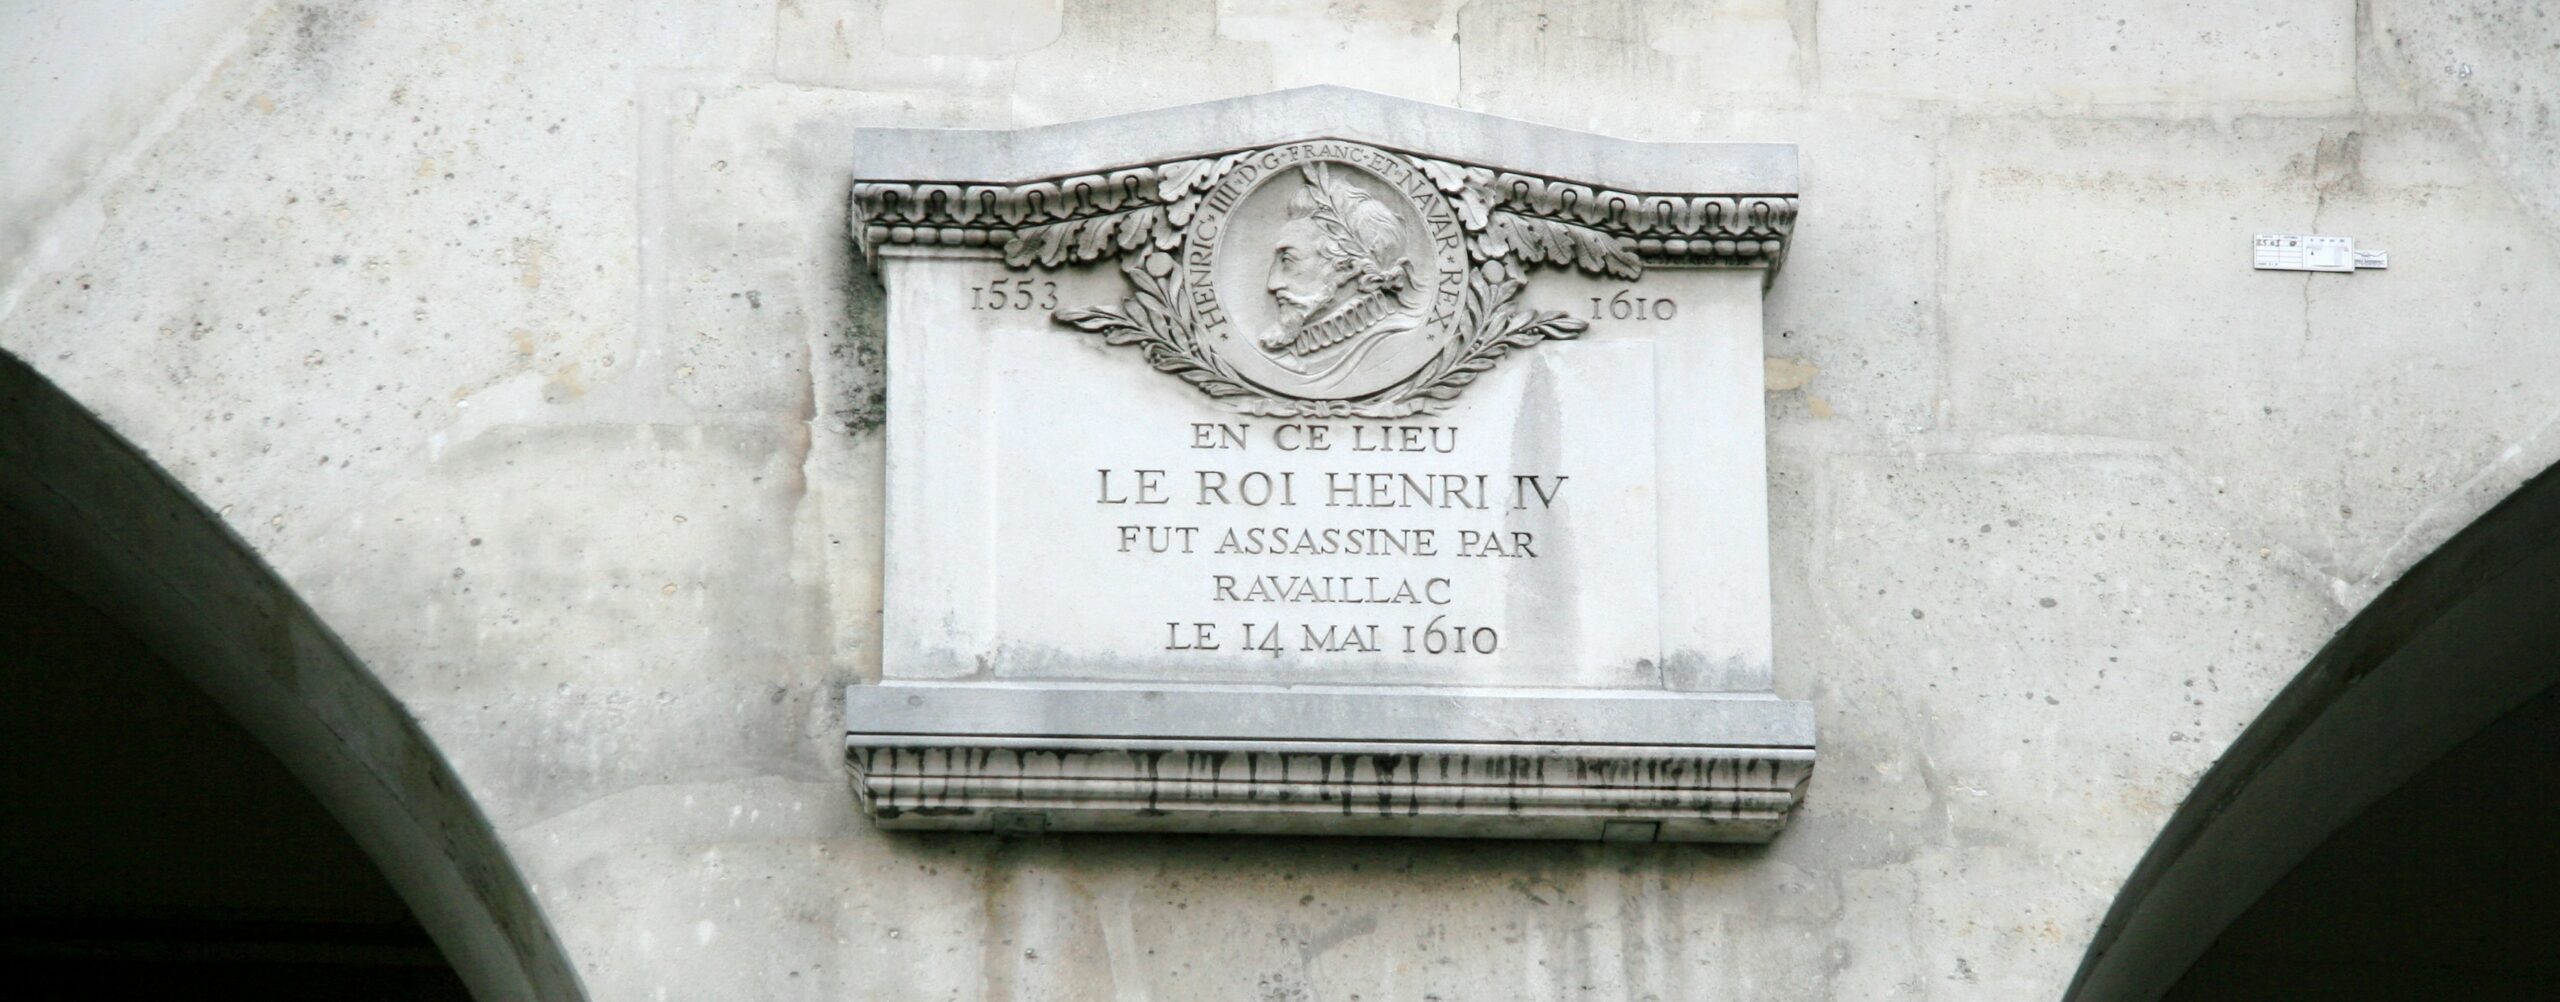 HENRIC·IIII·D·G·FRANC·ET·NAVAR·REX
1553
1610
EN CE LIEU
LE ROI HENRI IV
FUT ASSASSINE PAR
RAVAILLAC
LE 14 MAI 1610